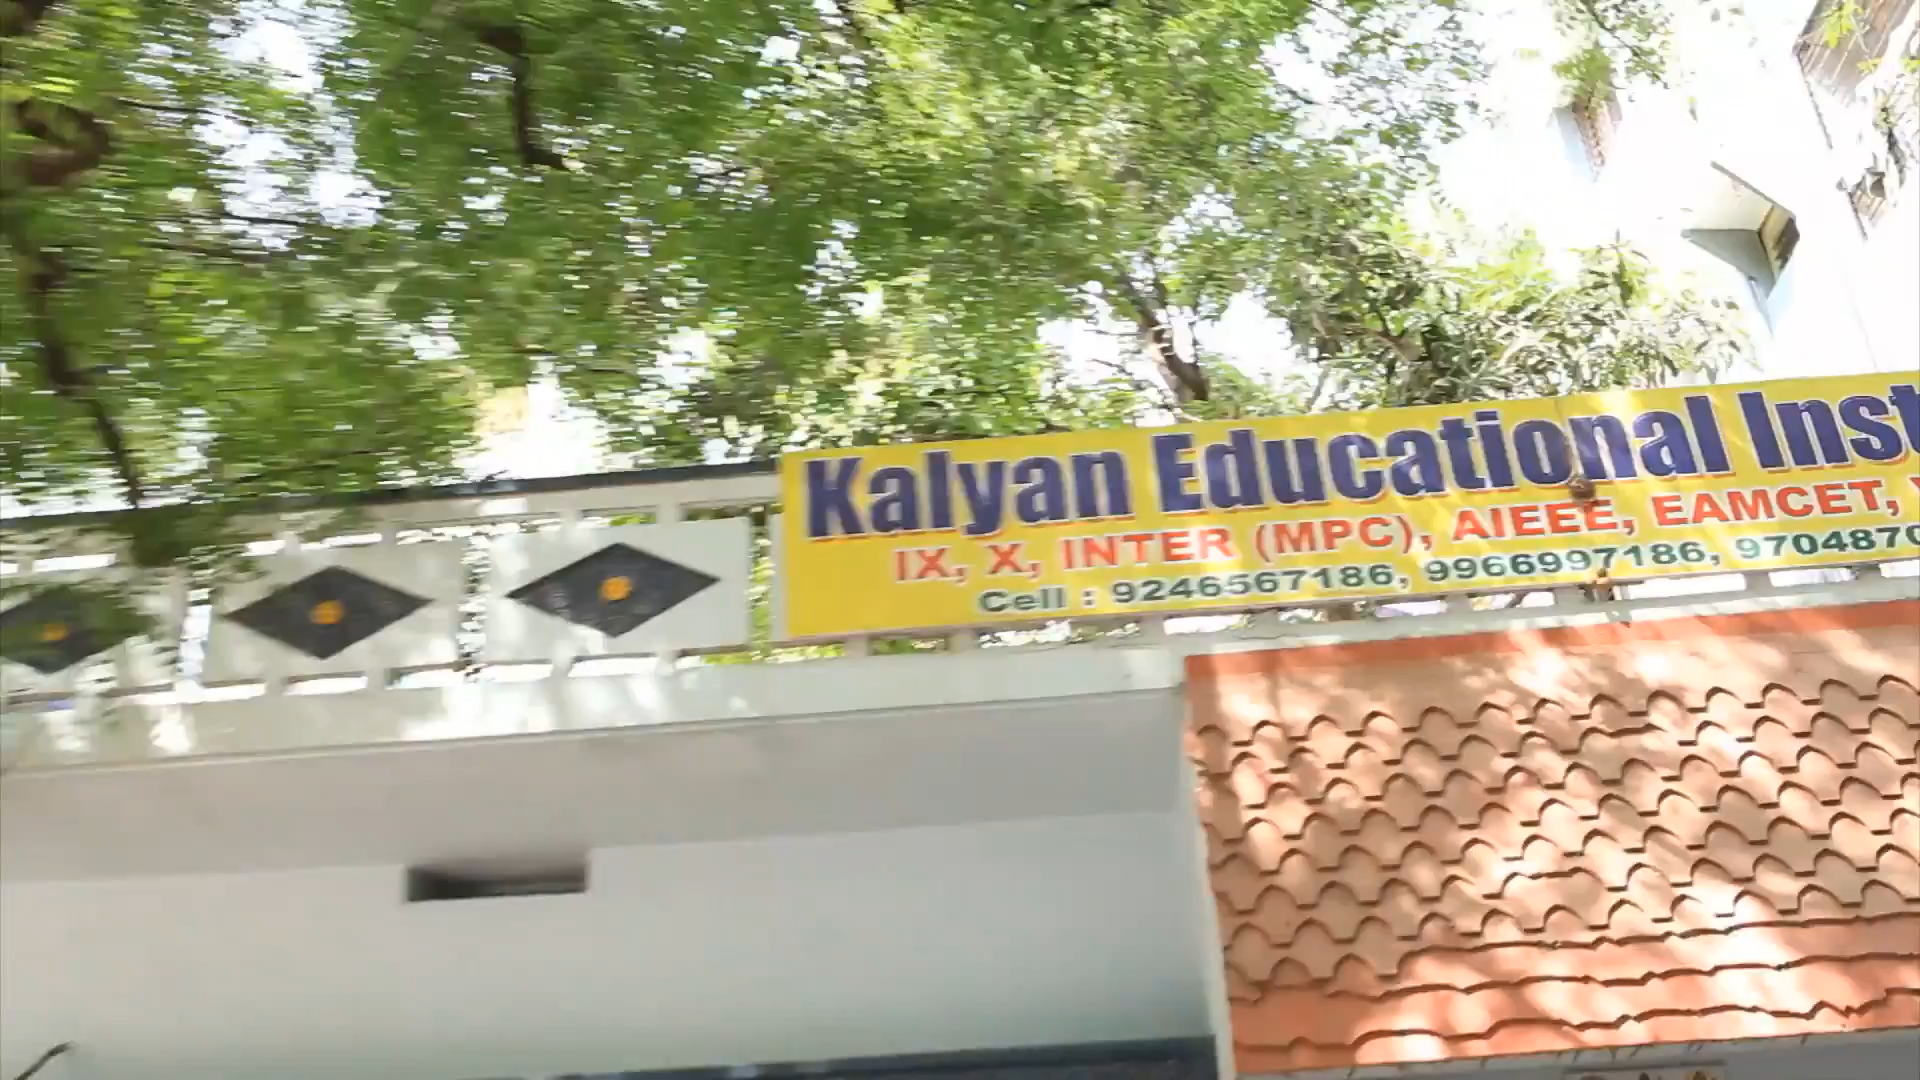 Kalyan Educational Inst
IX, X, INTER (MPC), AIEEE, EAMCET,
Cell : 9246567186, 9966997186, 970487